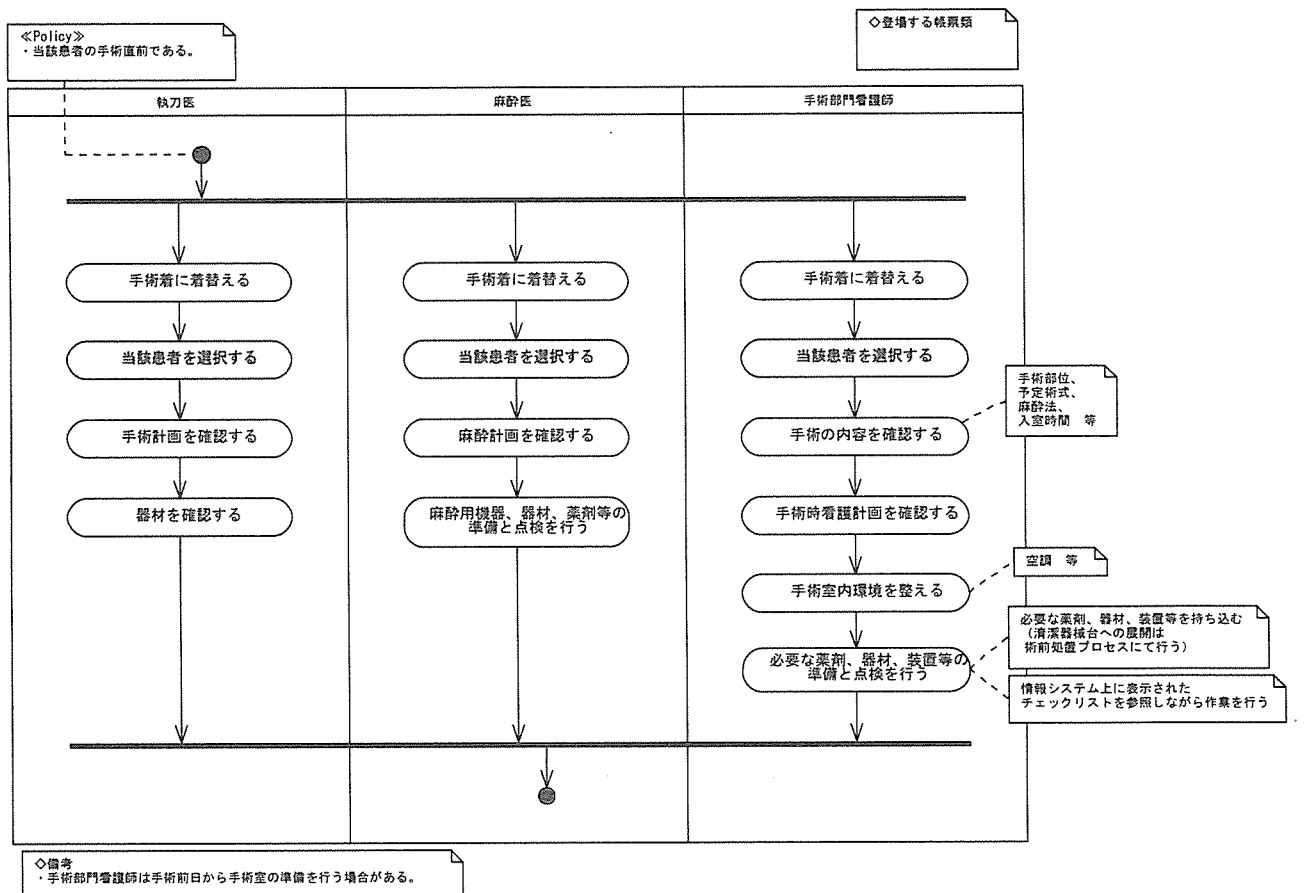 ≪Policy≫
・当該患者の手術直前である。
◇登場する帳票類
執刀医
麻酔医
手術部門看護師
手術着に着替える
手術着に着替える
手術着に着替える
当該患者を選択する
当該患者を選択する
当該患者を選択する
手術計画を確認する
麻酔計画を確認する
手術の内容を確認する
手術部位、
予定術式、
麻酔法、
入室時間　等
器材を確認する
麻酔用機器、器材、薬剤等の
準備と点検を行う
手術時看護計画を確認する
手術室内環境を整える
空調　等
必要な薬剤、器材、装置等の
準備と点検を行う
必要な薬剤、器材、装置等を持ち込む
（清潔器械台への展開は
術前処置プロセスにて行う）
情報システム上に表示された
チェックリストを参照しながら作業を行う
◇備考
・手術部門看護師は手術前日から手術室の準備を行う場合がある。